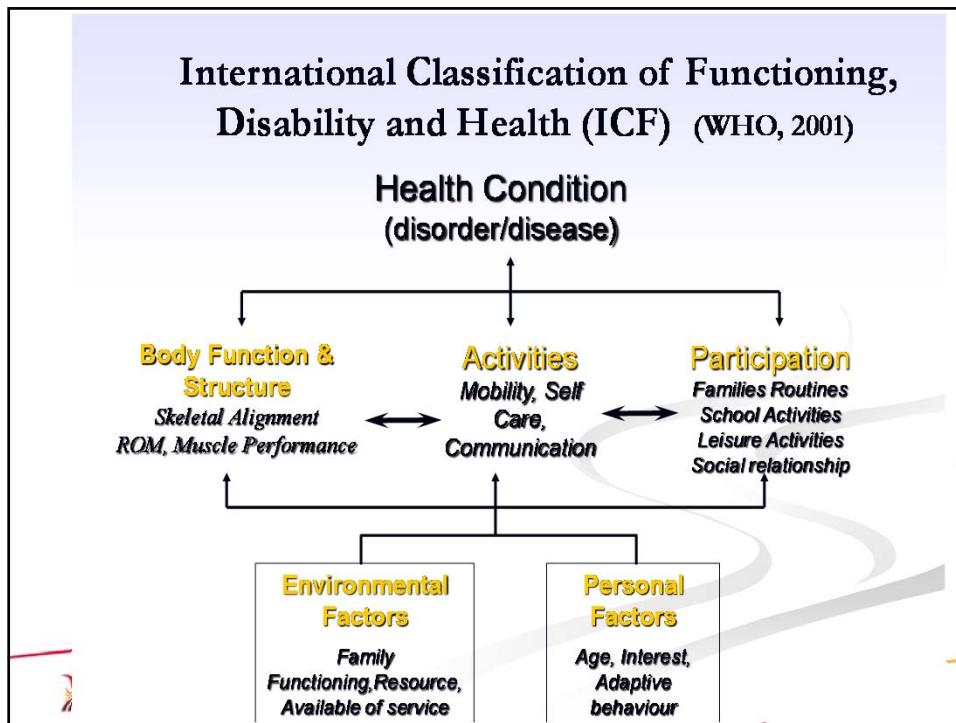 International Classification of Functioning,
Disability and Health (ICF) (WHO, 2001)
Health Condition
(disorder/disease)
Body Function &
Structure
Skeletal Alignment
ROM, Muscle Performance
Activities
Mobility, Self
Care,
Communication
Participation
Families Routines
School Activities
Leisure Activities
Social relationship
Environmental
Factors
Family
Functioning,Resource,
Available of service
Personal
Factors
Age, Interest,
Adaptive
behaviour